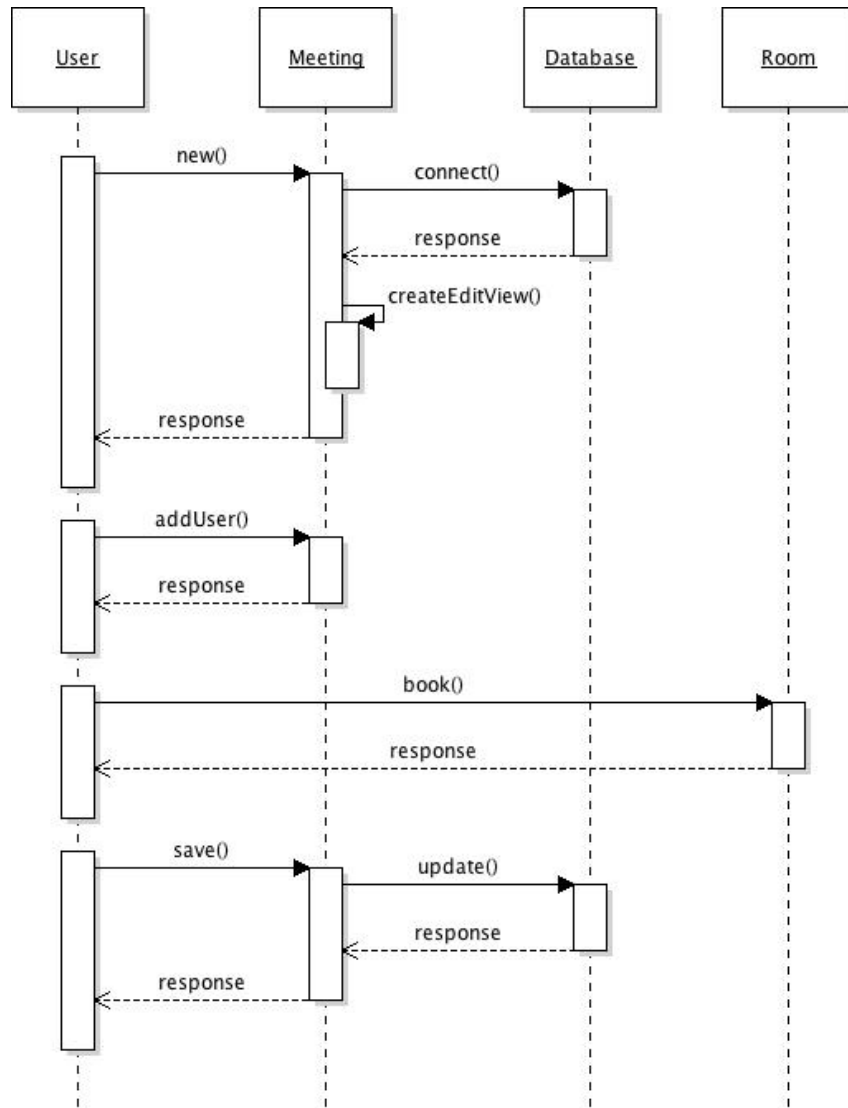 User
Meeting
Database
Room
new()
connect()
response
createEditView()
response
addUser()
response
book()
response
save()
update()
response
response